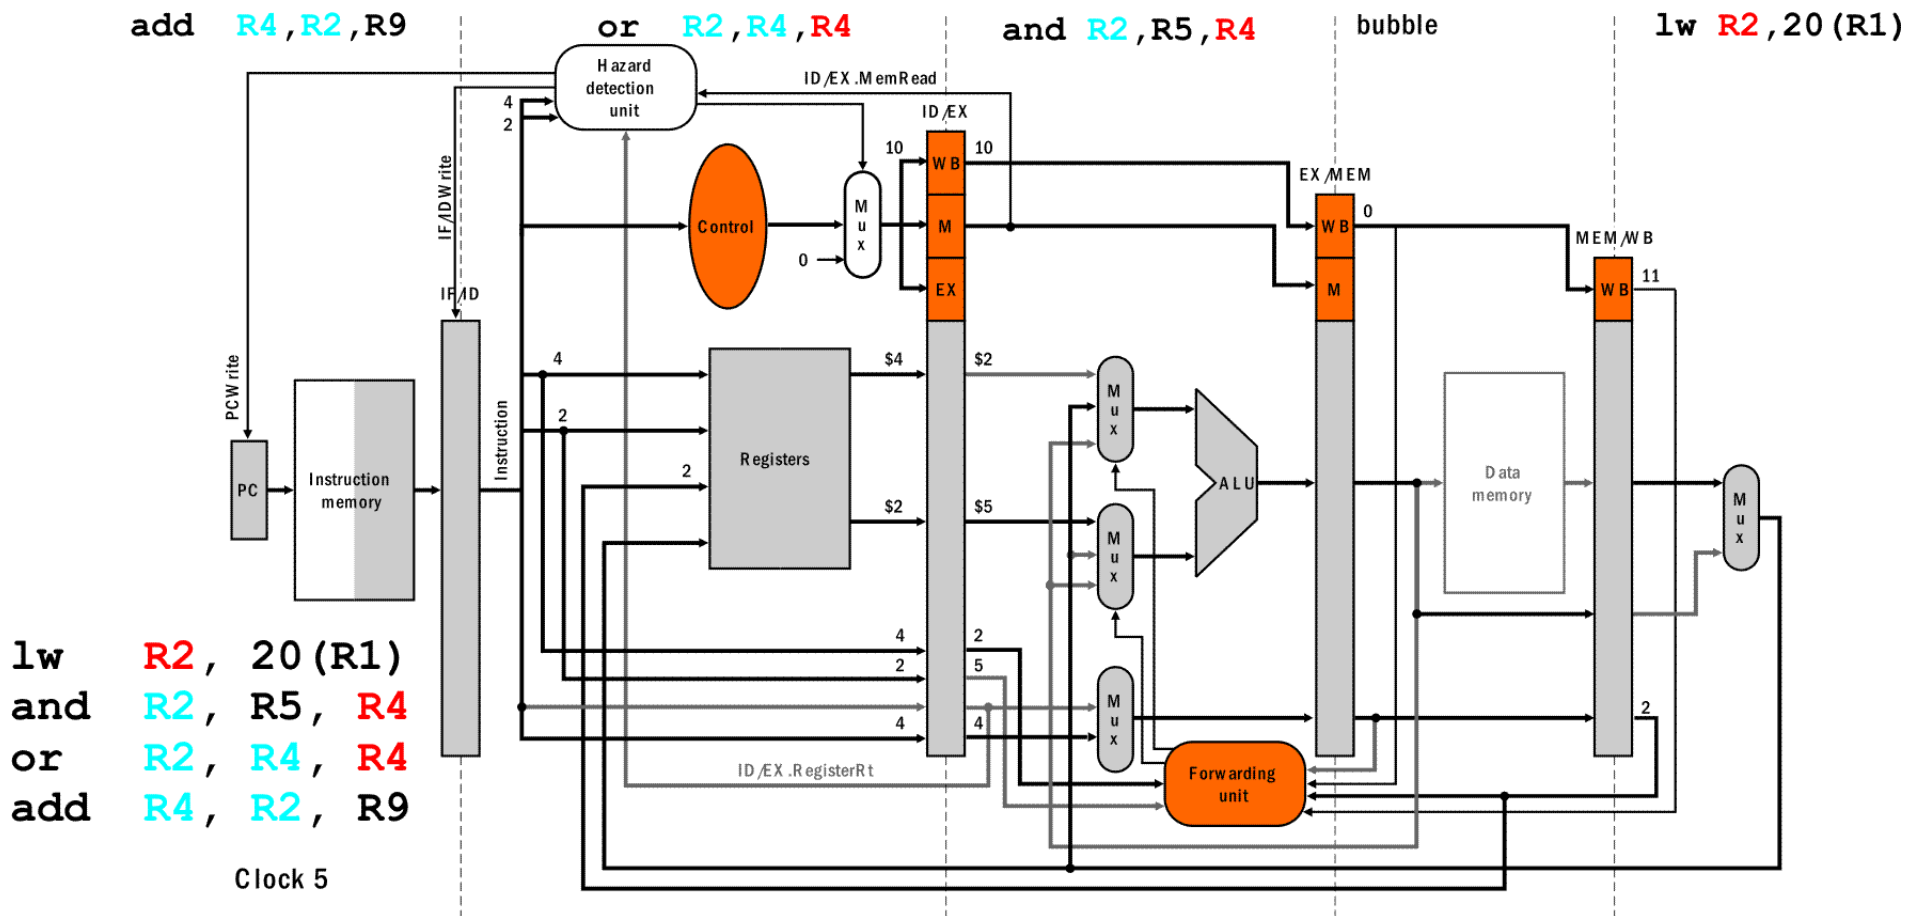 add R4,R2,R9
or R2,R4,R4
and R2,R5,R4
bubble
lw R2,20(R1)
Hazard
detection
unit
ID/EX.MemRead
4
2
ID/EX
IF/IDWrite
10
WB
10
EX/MEM
Control
Mux
M
WB
0
MEM/WB
0
IF/ID
EX
M
WB
11
PCWrite
4
$4
$2
Mux
Instruction
2
Registers
2
PC
Instruction
memory
ALU
Data
memory
Mux
$2
$5
Mux
4
2
2
5
4
4
Mux
2
ID/EX.RegisterRt
Forwarding
unit
lw R2, 20(R1)
and R2, R5, R4
or R2, R4, R4
add R4, R2, R9
Clock 5